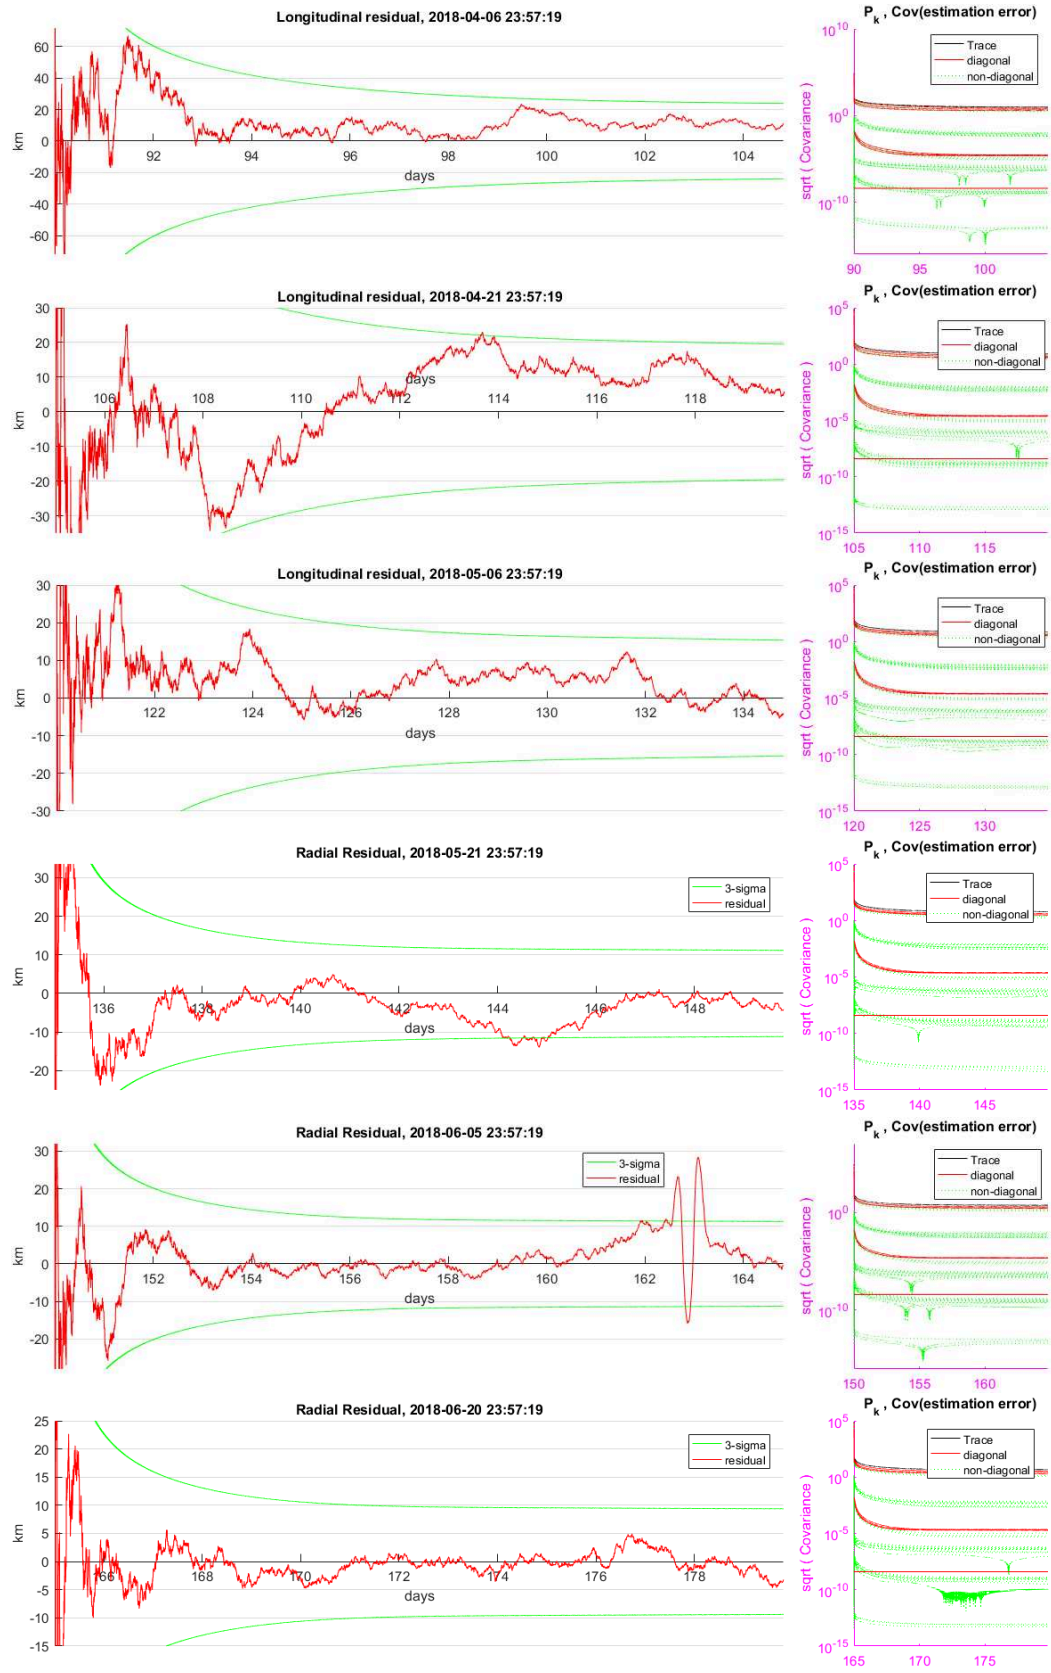 Longitudinal residual, 2018-04-06 23:57:19
60
40
20
0
-20
-40
-60
km
92 94 96 98 100 102 104
days
P_k , Cov(estimation error)
10^10
10^0
10^-10
sqrt ( Covariance )
Trace
diagonal
non-diagonal
90 95 100
Longitudinal residual, 2018-04-21 23:57:19
30
20
10
0
-10
-20
-30
km
106 108 110 112 114 116 118
days
P_k , Cov(estimation error)
10^5
10^0
10^-5
10^-10
10^-15
sqrt ( Covariance )
Trace
diagonal
non-diagonal
105 110 115
Longitudinal residual, 2018-05-06 23:57:19
30
20
10
0
-10
-20
-30
km
122 124 126 128 130 132 134
days
P_k , Cov(estimation error)
10^5
10^0
10^-5
10^-10
10^-15
sqrt ( Covariance )
Trace
diagonal
non-diagonal
120 125 130
Radial Residual, 2018-05-21 23:57:19
30
20
10
0
-10
-20
km
3-sigma
residual
136 138 140 142 144 146 148
days
P_k , Cov(estimation error)
10^5
10^0
10^-5
10^-10
10^-15
sqrt ( Covariance )
Trace
diagonal
non-diagonal
135 140 145
Radial Residual, 2018-06-05 23:57:19
30
20
10
0
-10
-20
km
3-sigma
residual
152 154 156 158 160 162 164
days
P_k , Cov(estimation error)
10^0
10^-10
sqrt ( Covariance )
Trace
diagonal
non-diagonal
150 155 160
Radial Residual, 2018-06-20 23:57:19
25
20
15
10
5
0
-5
-10
-15
km
3-sigma
residual
166 168 170 172 174 176 178
days
P_k , Cov(estimation error)
10^5
10^0
10^-5
10^-10
10^-15
sqrt ( Covariance )
Trace
diagonal
non-diagonal
165 170 175